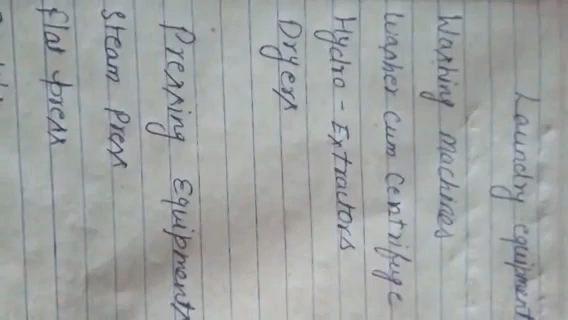 Laundry equipment
Washing machines
Washer cum Centrifuge
Hydro - Extractors
Dryers
Pressing Equipments
Steam Press
flat press